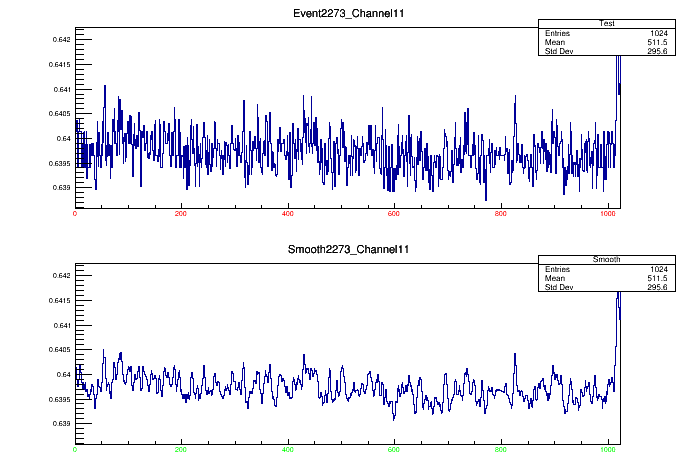 Event2273_Channel11
Test
Entries 1024
Mean 511.5
Std Dev 295.6
0.642
0.6415
0.641
0.6405
0.64
0.6395
0.639
0 200 400 600 800 1000
Smooth2273_Channel11
Smooth
Entries 1024
Mean 511.5
Std Dev 295.6
0.642
0.6415
0.641
0.6405
0.64
0.6395
0.639
0 200 400 600 800 1000